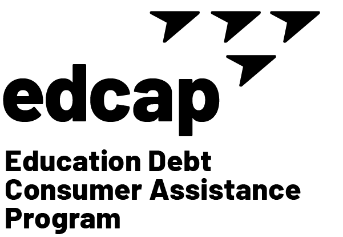 edcap
Education Debt
Consumer Assistance
Program